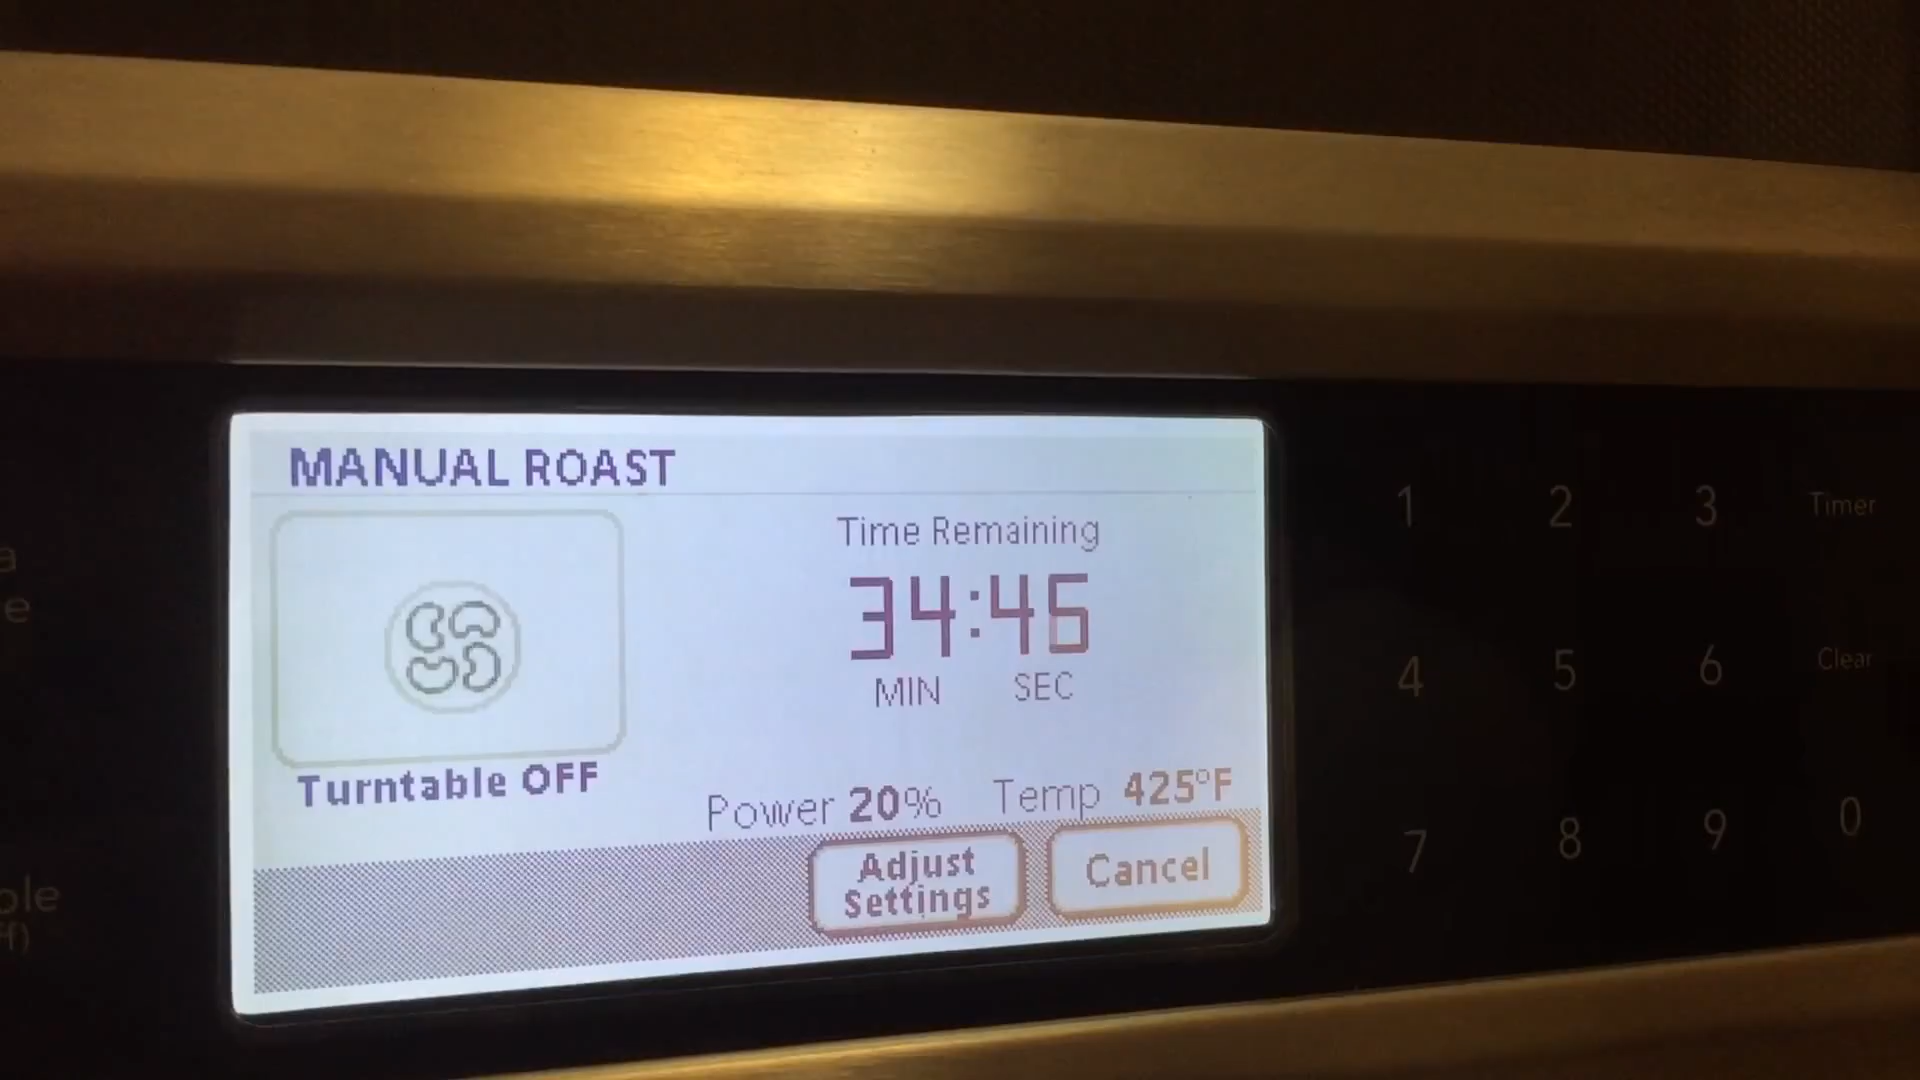 MANUAL ROAST
Time Remaining
34:45
MIN SEC
Turntable OFF
Power 20% Temp 425°F
Adjust
Settings
Cancel
1 2 3 Timer
4 5 6 Clear
7 8 9 0